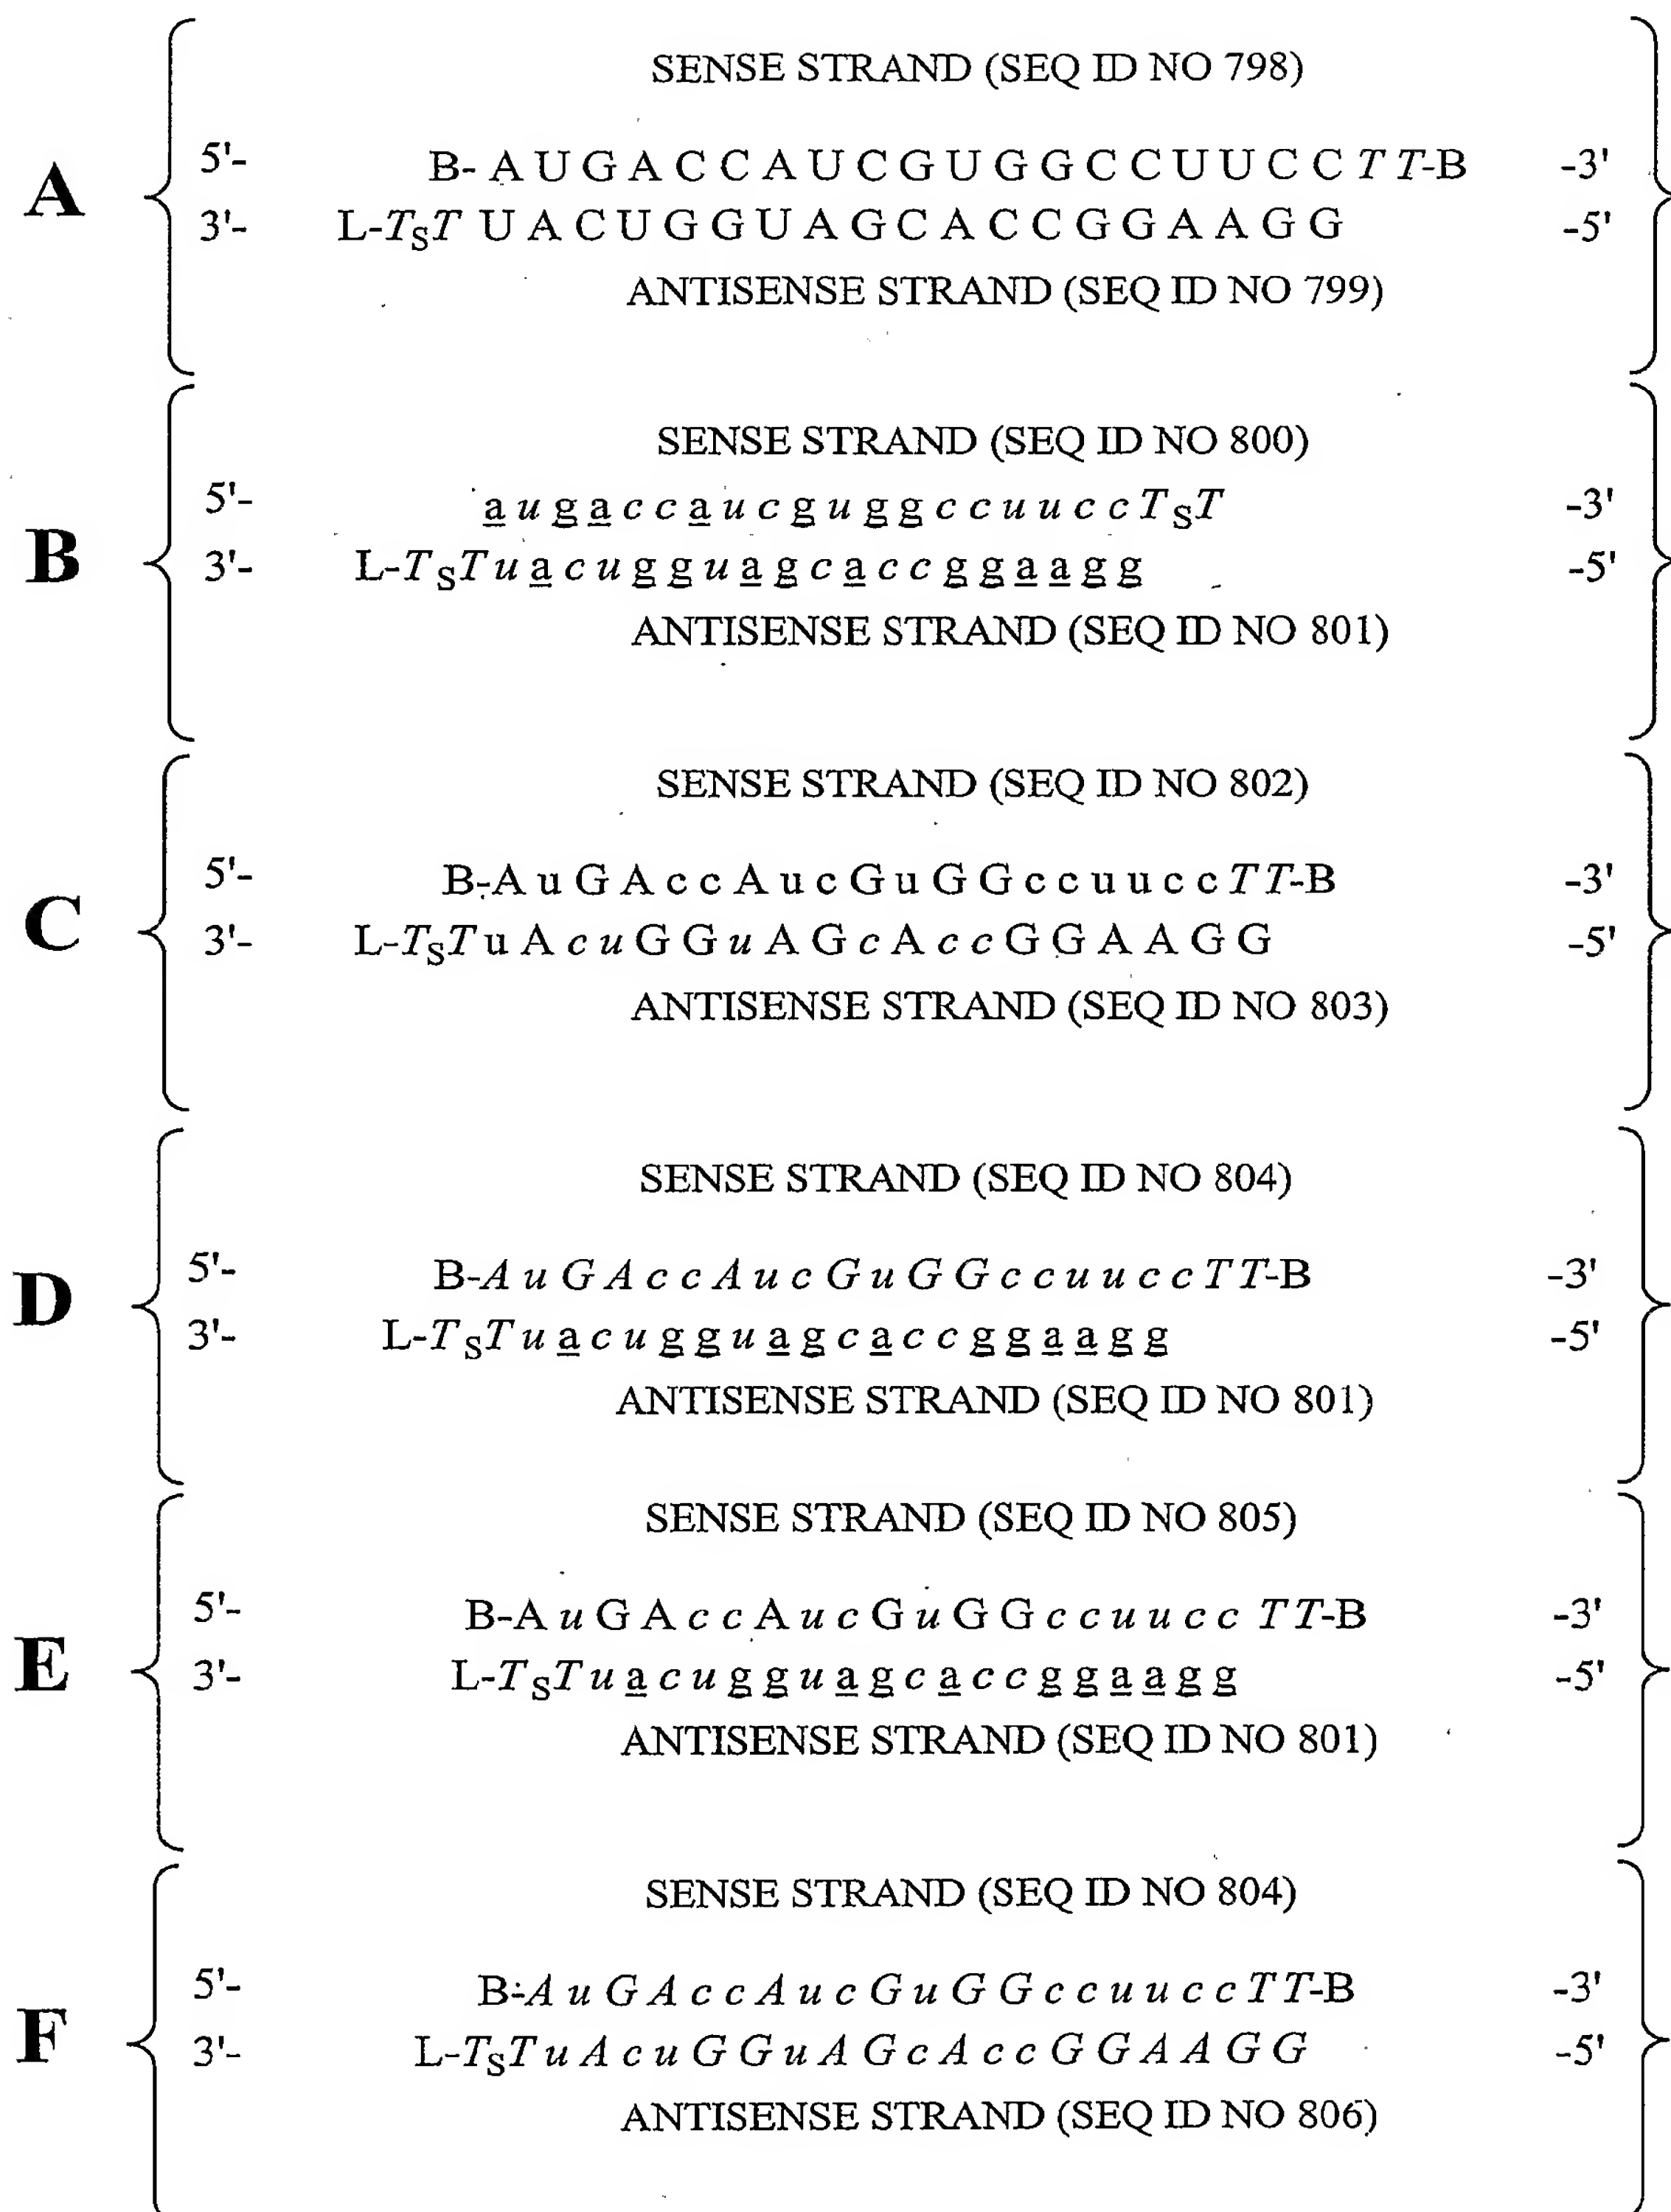 SENSE STRAND (SEQ ID NO 798)
A
5'- B- A U G A C C A U C G U G G C C U U C C T T-B -3'
3'- L-TsT U A C U G G U A G C A C C G G A A G G -5'
ANTISENSE STRAND (SEQ ID NO 799)
SENSE STRAND (SEQ ID NO 800)
B
5'- a u g a c c a u c g u g g c c u u c c TsT -3'
3'- L-TsT u a c u g g u a g c a c c g g a a g g -5'
ANTISENSE STRAND (SEQ ID NO 801)
SENSE STRAND (SEQ ID NO 802)
C
5'- B-A u G A c c A u c G u G G c c u u c c T T-B -3'
3'- L-TsT u A c u G G u A G c A c c G G A A G G -5'
ANTISENSE STRAND (SEQ ID NO 803)
SENSE STRAND (SEQ ID NO 804)
D
5'- B-A u G A c c A u c G u G G c c u u c c T T-B -3'
3'- L-TsT u a c u g g u a g c a c c g g a a g g -5'
ANTISENSE STRAND (SEQ ID NO 801)
SENSE STRAND (SEQ ID NO 805)
E
5'- B-A u G A c c A u c G u G G c c u u c c T T-B -3'
3'- L-TsT u a c u g g u a g c a c c g g a a g g -5'
ANTISENSE STRAND (SEQ ID NO 801)
SENSE STRAND (SEQ ID NO 804)
F
5'- B-A u G A c c A u c G u G G c c u u c c T T-B -3'
3'- L-TsT u A c u G G u A G c A c c G G A A G G -5'
ANTISENSE STRAND (SEQ ID NO 806)